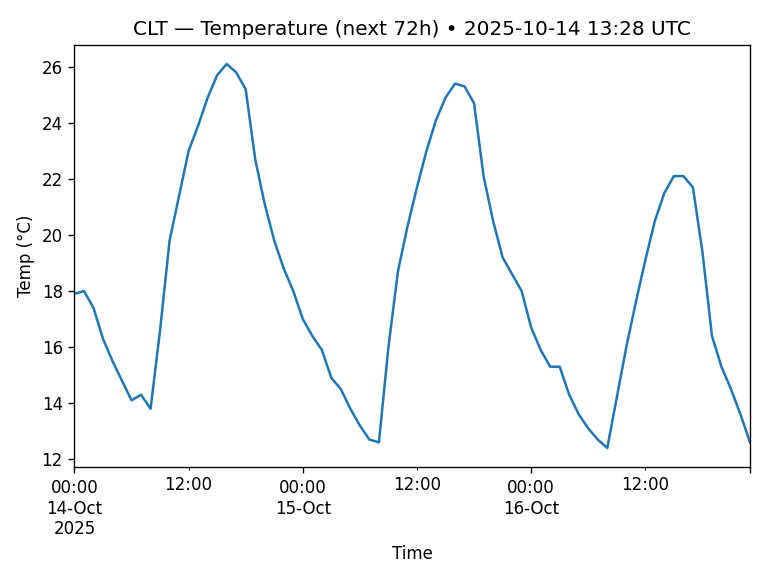 CLT — Temperature (next 72h) • 2025-10-14 13:28 UTC
26
24
22
20
18
16
14
12
Temp (°C)
00:00 12:00 00:00 12:00 00:00 12:00
14-Oct 15-Oct 16-Oct
2025
Time